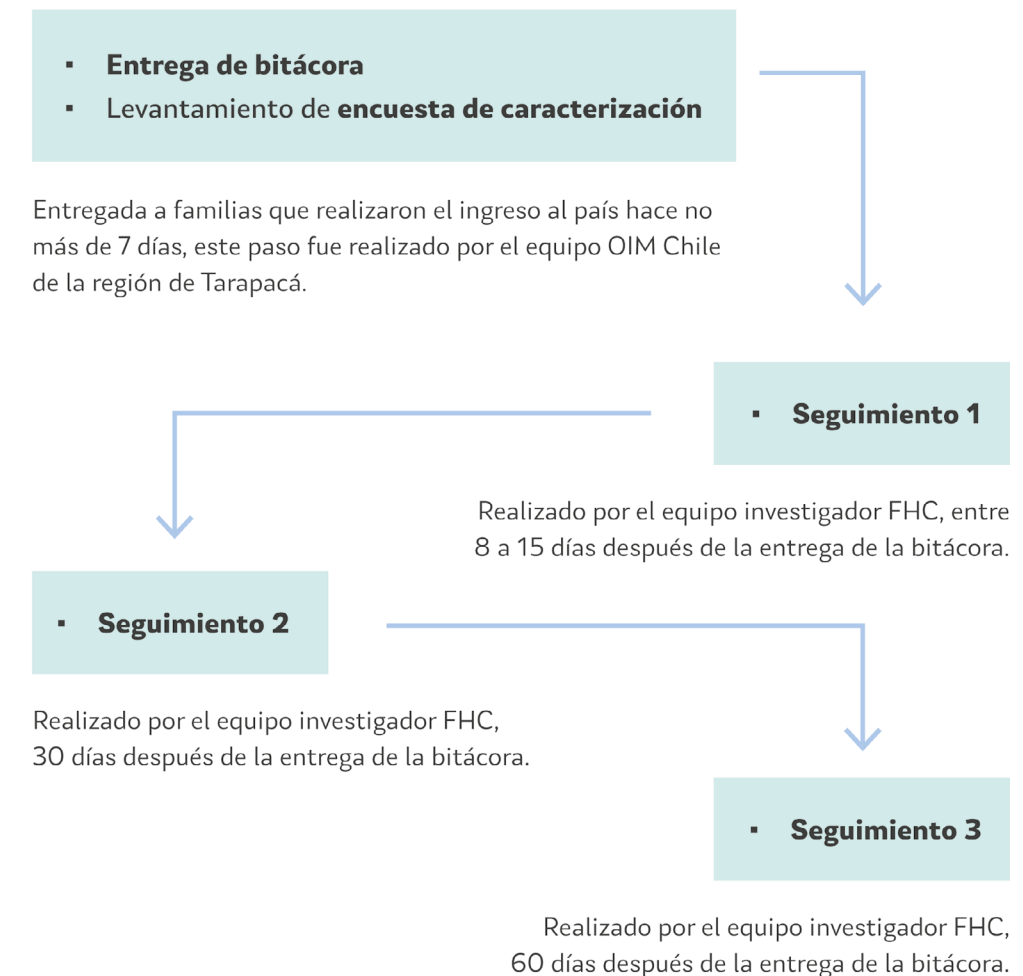 ▪ Entrega de bitácora
▪ Levantamiento de encuesta de caracterización
Entregada a familias que realizaron el ingreso al país hace no
más de 7 días, este paso fue realizado por el equipo OIM Chile
de la región de Tarapacá.
▪ Seguimiento 1
Realizado por el equipo investigador FHC, entre
8 a 15 días después de la entrega de la bitácora.
▪ Seguimiento 2
Realizado por el equipo investigador FHC,
30 días después de la entrega de la bitácora.
▪ Seguimiento 3
Realizado por el equipo investigador FHC,
60 días después de la entrega de la bitácora.